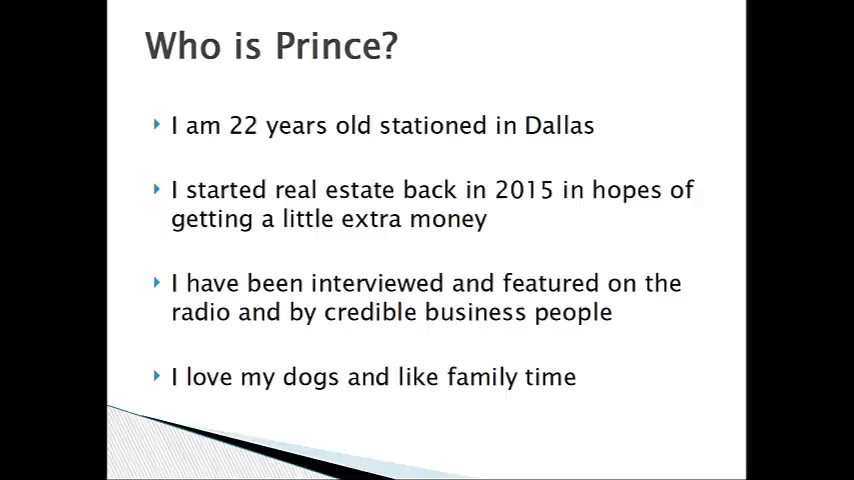 Who is Prince?
I am 22 years old stationed in Dallas
I started real estate back in 2015 in hopes of
getting a little extra money
I have been interviewed and featured on the
radio and by credible business people
I love my dogs and like family time